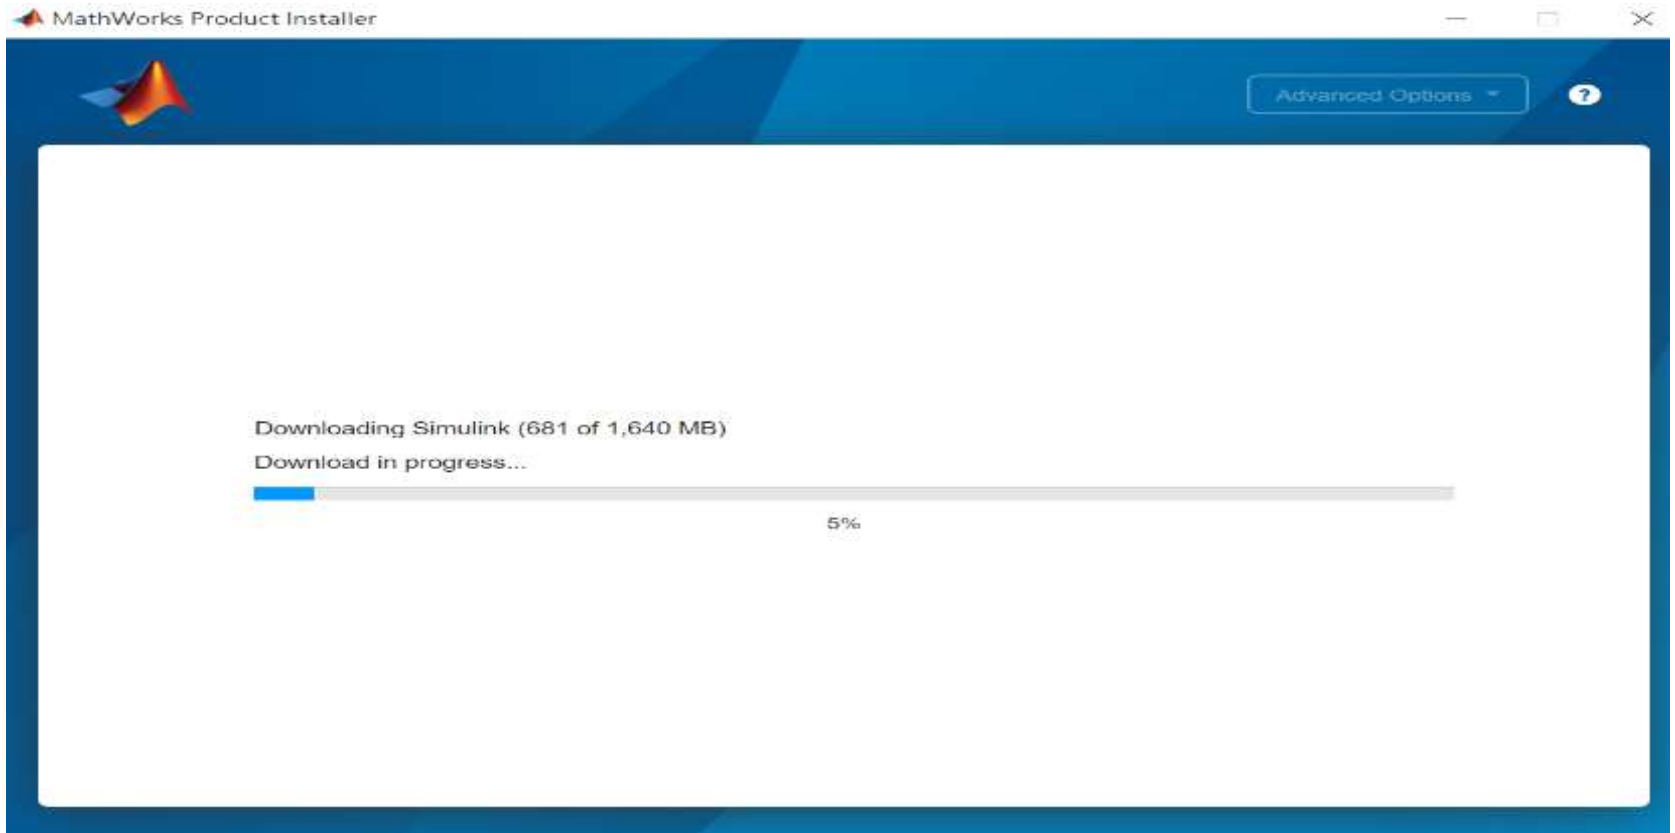 MathWorks Product Installer
Advanced Options
?
Downloading Simulink (681 of 1,640 MB)
Download in progress...
5%